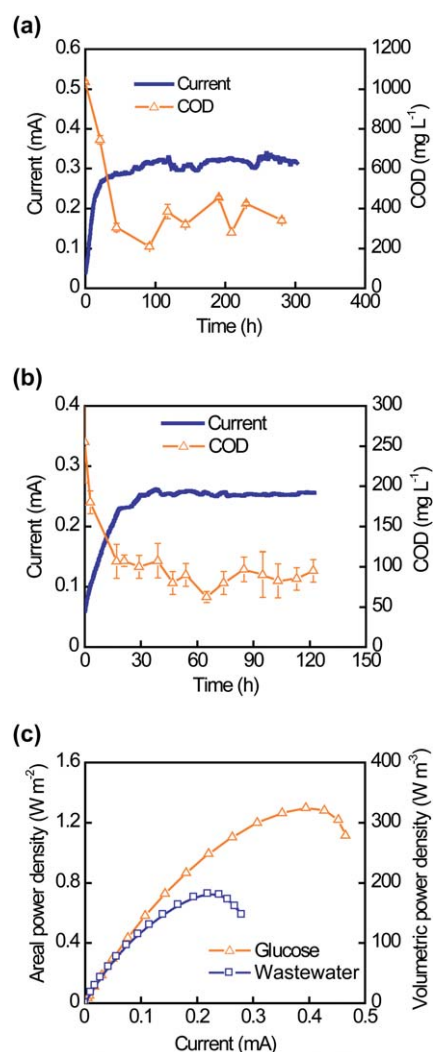 (a)
0.6
0.5
0.4
0.3
0.2
0.1
0
Current (mA)
Current
COD
1200
1000
800
600
400
200
0
COD (mg L⁻¹)
0 100 200 300 400
Time (h)
(b)
0.4
0.3
0.2
0.1
0
Current (mA)
Current
COD
300
250
200
150
100
50
0
COD (mg L⁻¹)
0 30 60 90 120 150
Time (h)
(c)
1.6
1.2
0.8
0.4
0
Areal power density (W m⁻²)
Glucose
Wastewater
400
300
200
100
0
Volumetric power density (W m⁻³)
0.0 0.1 0.2 0.3 0.4 0.5
Current (mA)